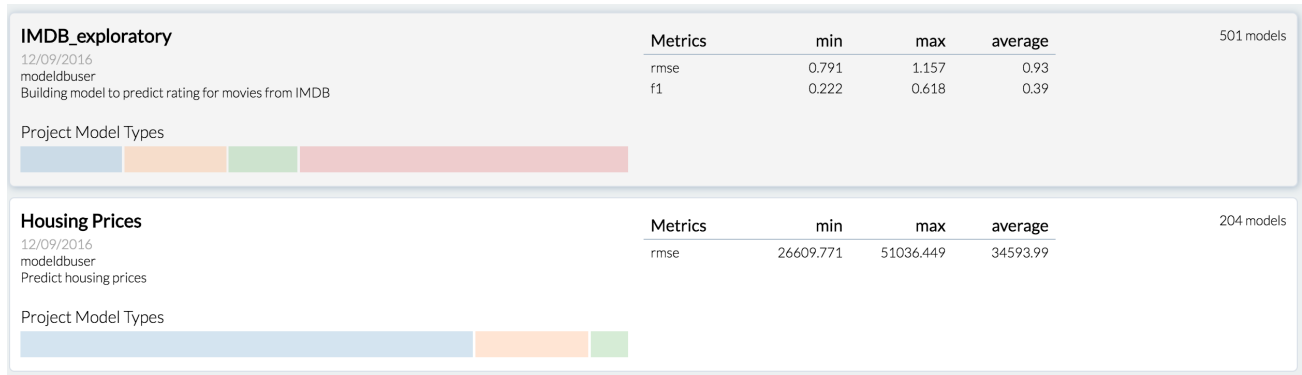 IMDB_exploratory
12/09/2016
modeldbuser
Building model to predict rating for movies from IMDB
Project Model Types
Metrics min max average
rmse 0.791 1.157 0.93
f1 0.222 0.618 0.39
501 models
Housing Prices
12/09/2016
modeldbuser
Predict housing prices
Project Model Types
Metrics min max average
rmse 26609.771 51036.449 34593.99
204 models